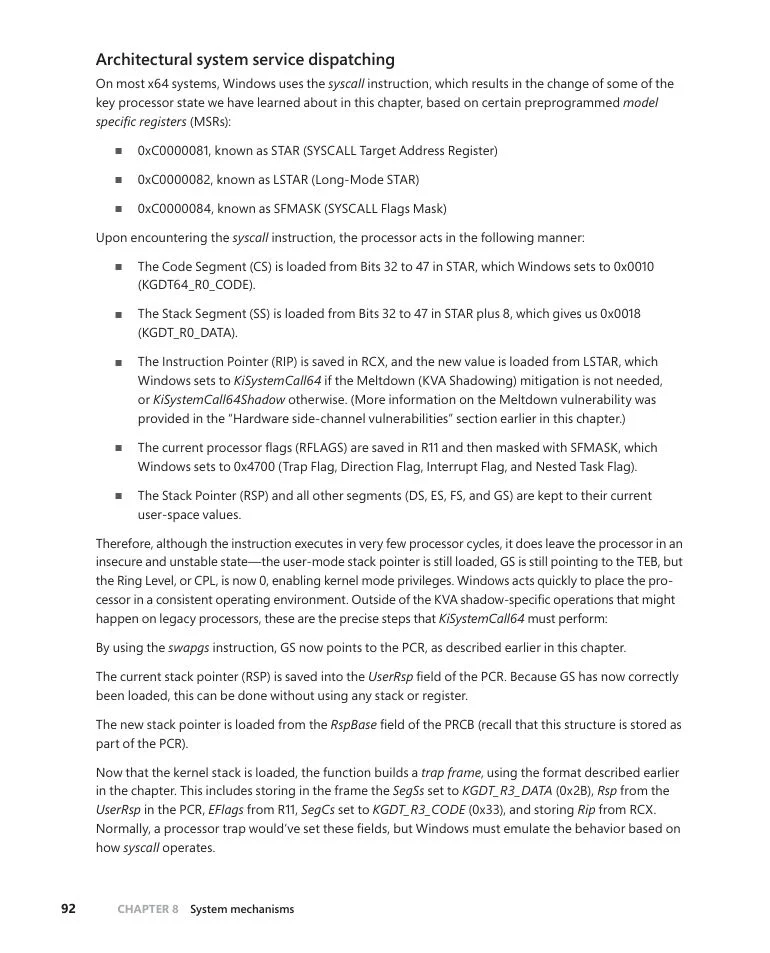 Architectural system service dispatching
On most x64 systems, Windows uses the syscall instruction, which results in the change of some of the
key processor state we have learned about in this chapter, based on certain preprogrammed model
specific registers (MSRs):
■ 0xC0000081, known as STAR (SYSCALL Target Address Register)
■ 0xC0000082, known as LSTAR (Long-Mode STAR)
■ 0xC0000084, known as SFMASK (SYSCALL Flags Mask)
Upon encountering the syscall instruction, the processor acts in the following manner:
■ The Code Segment (CS) is loaded from Bits 32 to 47 in STAR, which Windows sets to 0x0010
(KGDT64_R0_CODE).
■ The Stack Segment (SS) is loaded from Bits 32 to 47 in STAR plus 8, which gives us 0x0018
(KGDT_R0_DATA).
■ The Instruction Pointer (RIP) is saved in RCX, and the new value is loaded from LSTAR, which
Windows sets to KiSystemCall64 if the Meltdown (KVA Shadowing) mitigation is not needed,
or KiSystemCall64Shadow otherwise. (More information on the Meltdown vulnerability was
provided in the “Hardware side-channel vulnerabilities” section earlier in this chapter.)
■ The current processor flags (RFLAGS) are saved in R11 and then masked with SFMASK, which
Windows sets to 0x4700 (Trap Flag, Direction Flag, Interrupt Flag, and Nested Task Flag).
■ The Stack Pointer (RSP) and all other segments (DS, ES, FS, and GS) are kept to their current
user-space values.
Therefore, although the instruction executes in very few processor cycles, it does leave the processor in an
insecure and unstable state—the user-mode stack pointer is still loaded, GS is still pointing to the TEB, but
the Ring Level, or CPL, is now 0, enabling kernel mode privileges. Windows acts quickly to place the pro-
cessor in a consistent operating environment. Outside of the KVA shadow-specific operations that might
happen on legacy processors, these are the precise steps that KiSystemCall64 must perform:
By using the swapgs instruction, GS now points to the PCR, as described earlier in this chapter.
The current stack pointer (RSP) is saved into the UserRsp field of the PCR. Because GS has now correctly
been loaded, this can be done without using any stack or register.
The new stack pointer is loaded from the RspBase field of the PRCB (recall that this structure is stored as
part of the PCR).
Now that the kernel stack is loaded, the function builds a trap frame, using the format described earlier
in the chapter. This includes storing in the frame the SegSs set to KGDT_R3_DATA (0x2B), Rsp from the
UserRsp in the PCR, EFlags from R11, SegCs set to KGDT_R3_CODE (0x33), and storing Rip from RCX.
Normally, a processor trap would’ve set these fields, but Windows must emulate the behavior based on
how syscall operates.
92 CHAPTER 8 System mechanisms